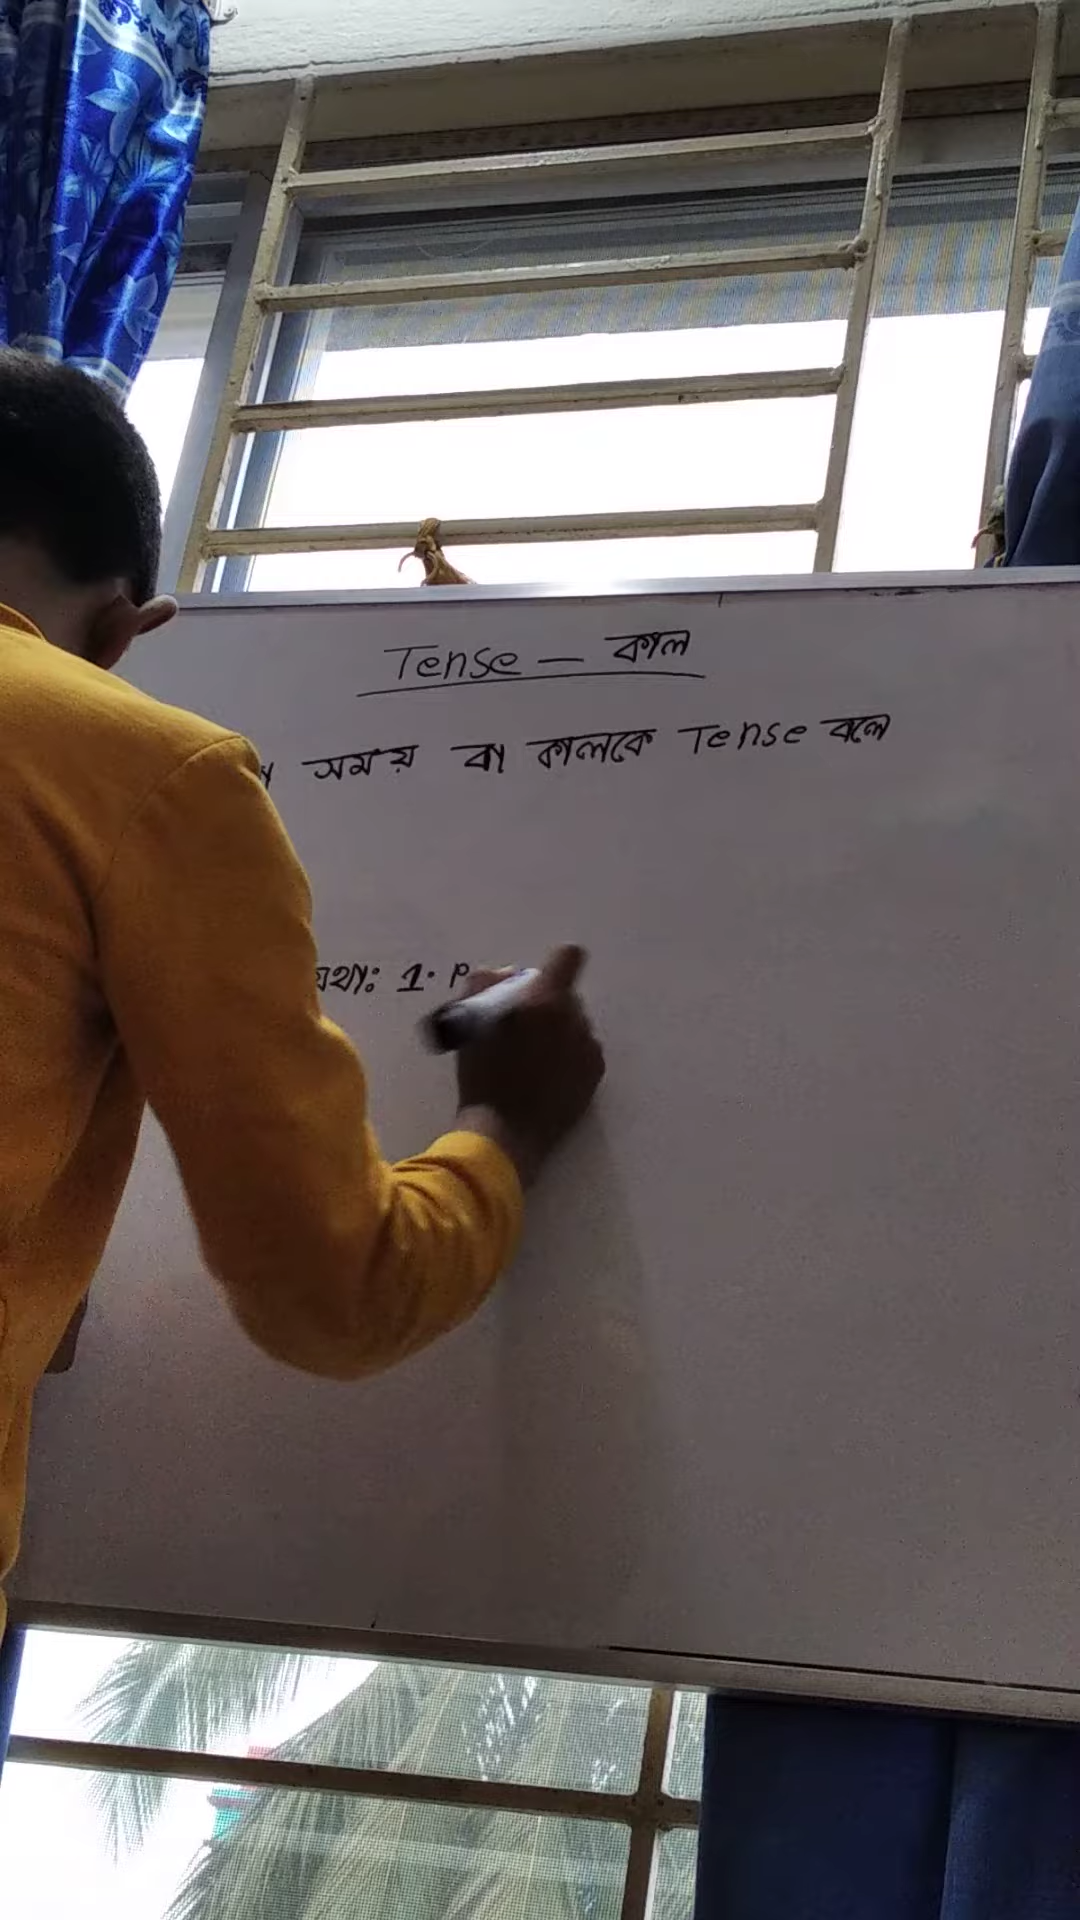 Tense — কাল
সময় বা কালকে Tense বলে
যথাঃ 1. P